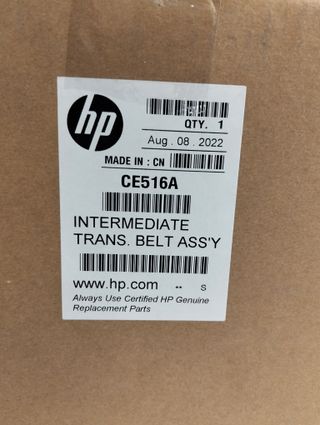 hp
QTY. 1
Aug . 08 . 2022
MADE IN : CN
CE516A
INTERMEDIATE
TRANS. BELT ASS'Y
www.hp.com -- S
Always Use Certified HP Genuine
Replacement Parts